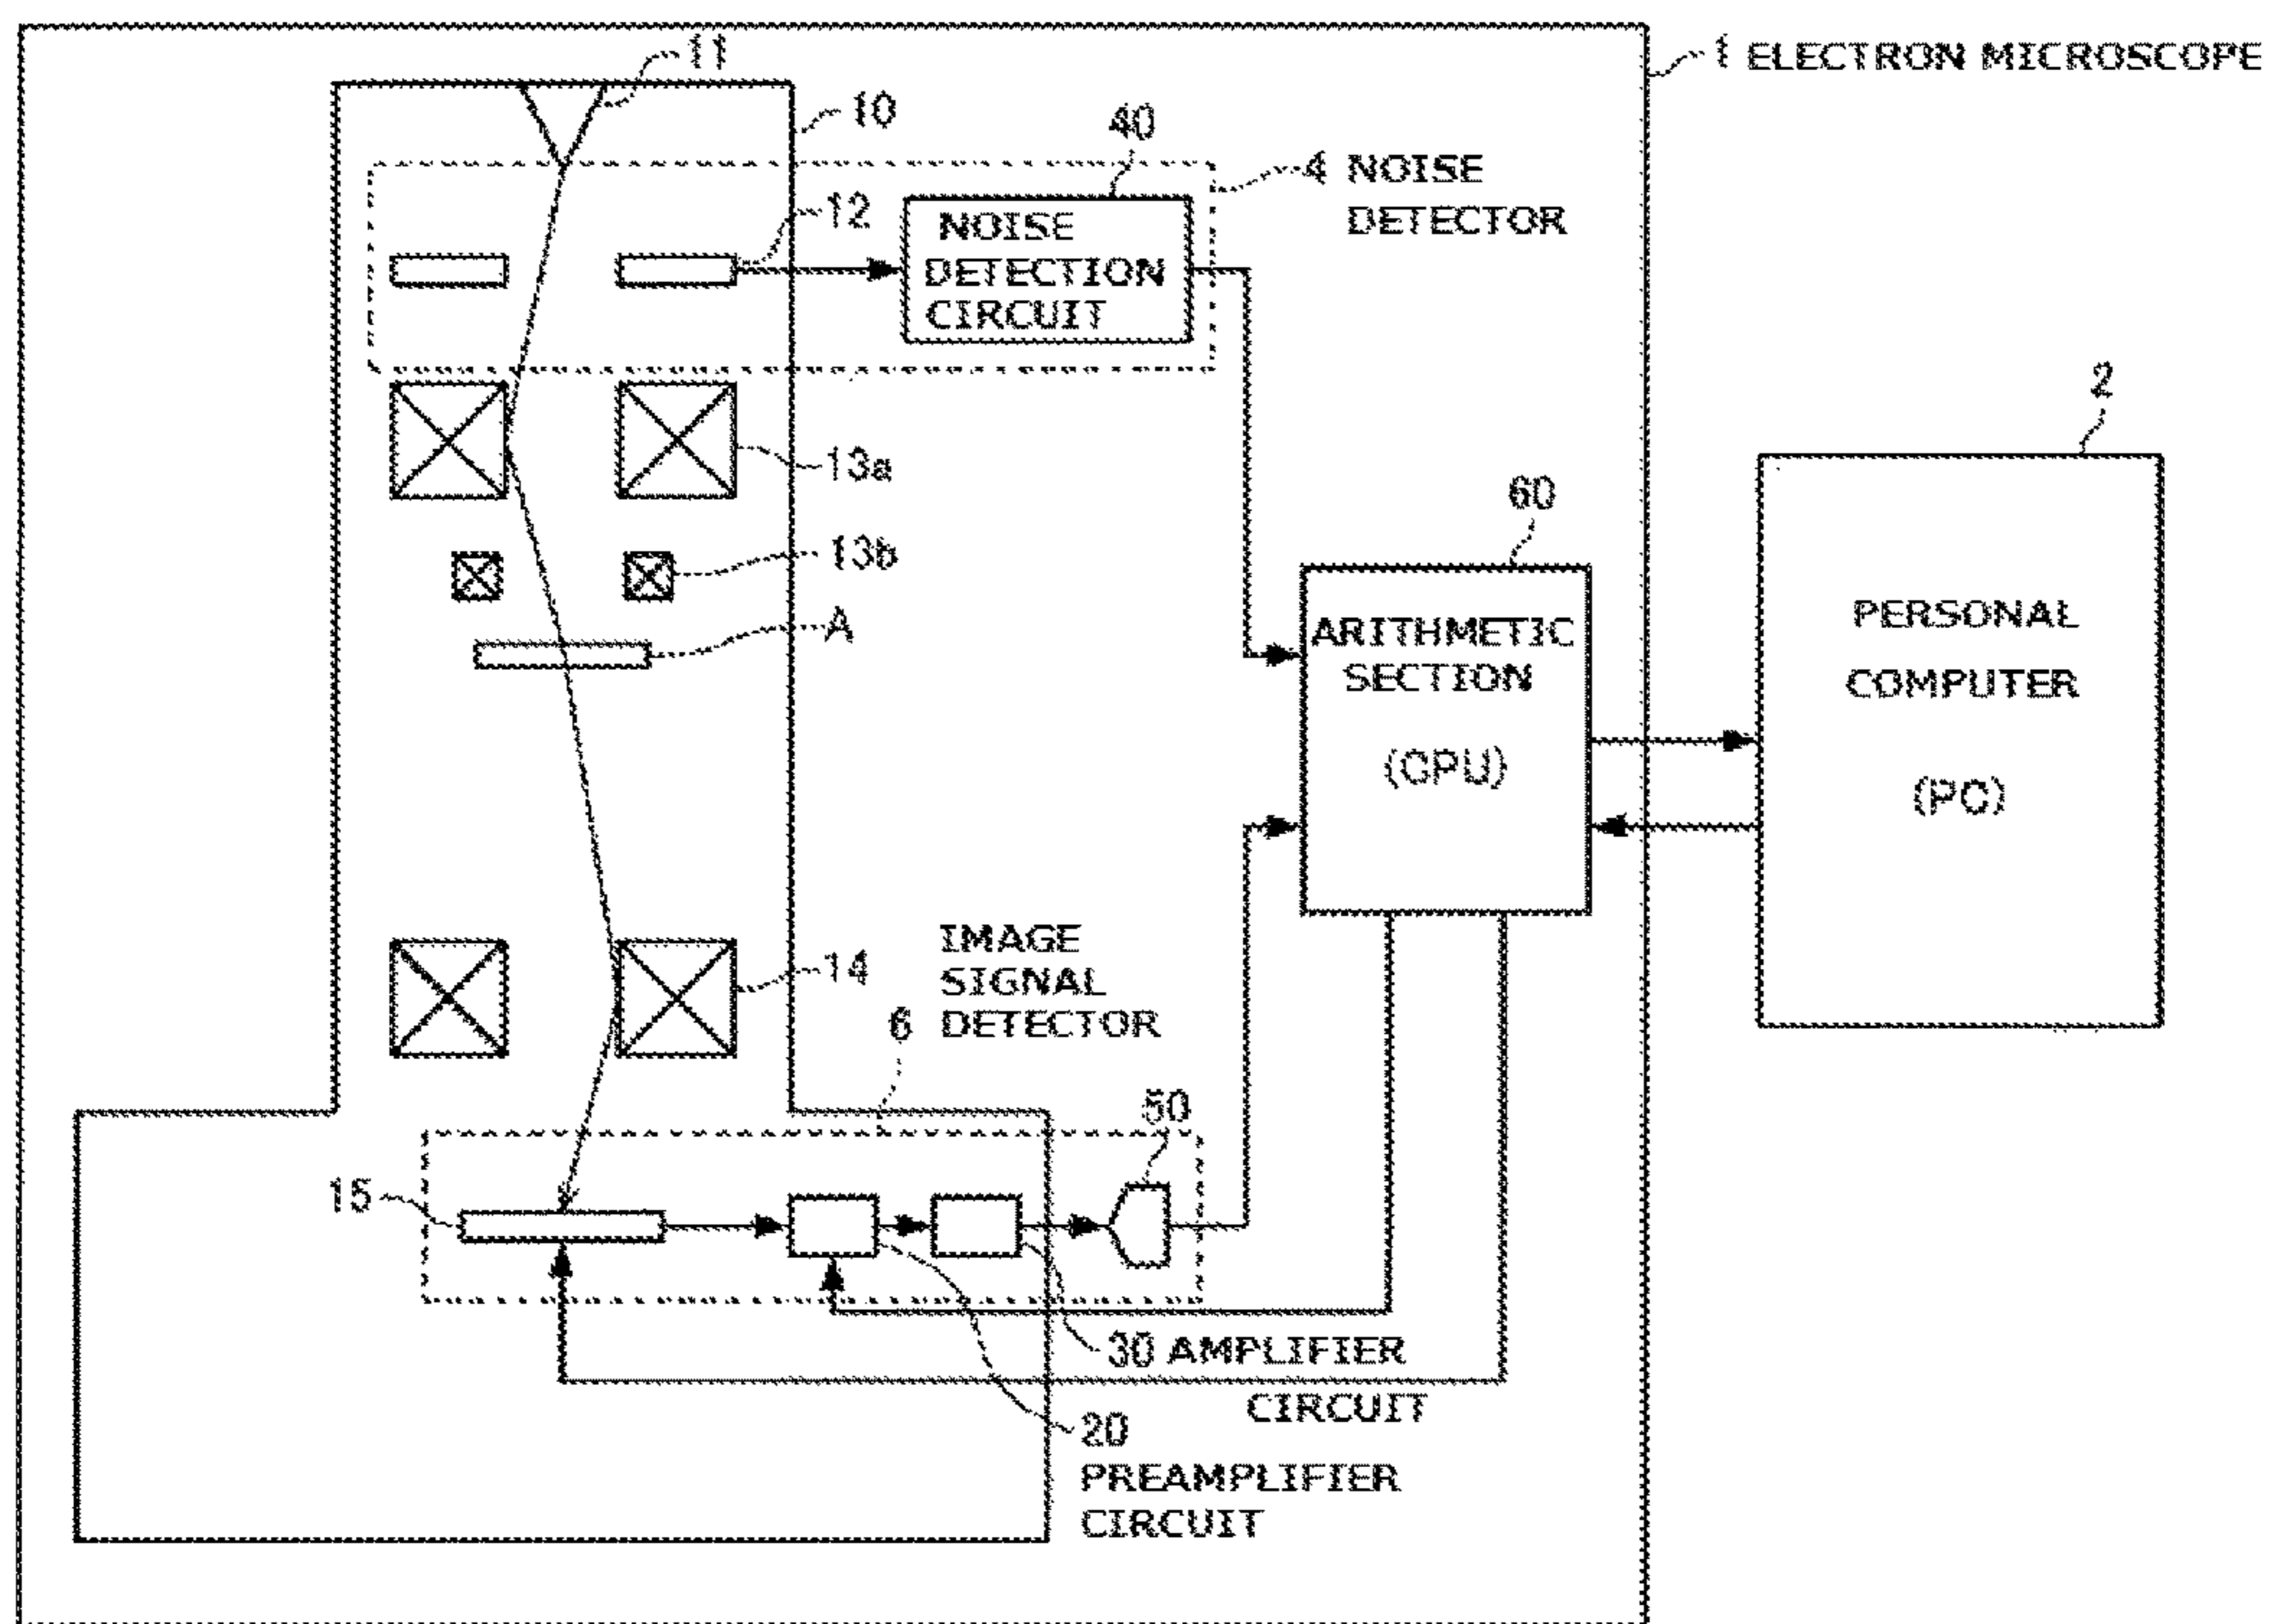 11
1 ELECTRON MICROSCOPE
10
40
4 NOISE
DETECTOR
12
NOISE
DETECTION
CIRCUIT
2
13a
60
13b
A
ARITHMETIC
SECTION
(CPU)
PERSONAL
COMPUTER
(PC)
IMAGE
SIGNAL
DETECTOR
14
6
50
15
30 AMPLIFIER
CIRCUIT
20
PREAMPLIFIER
CIRCUIT